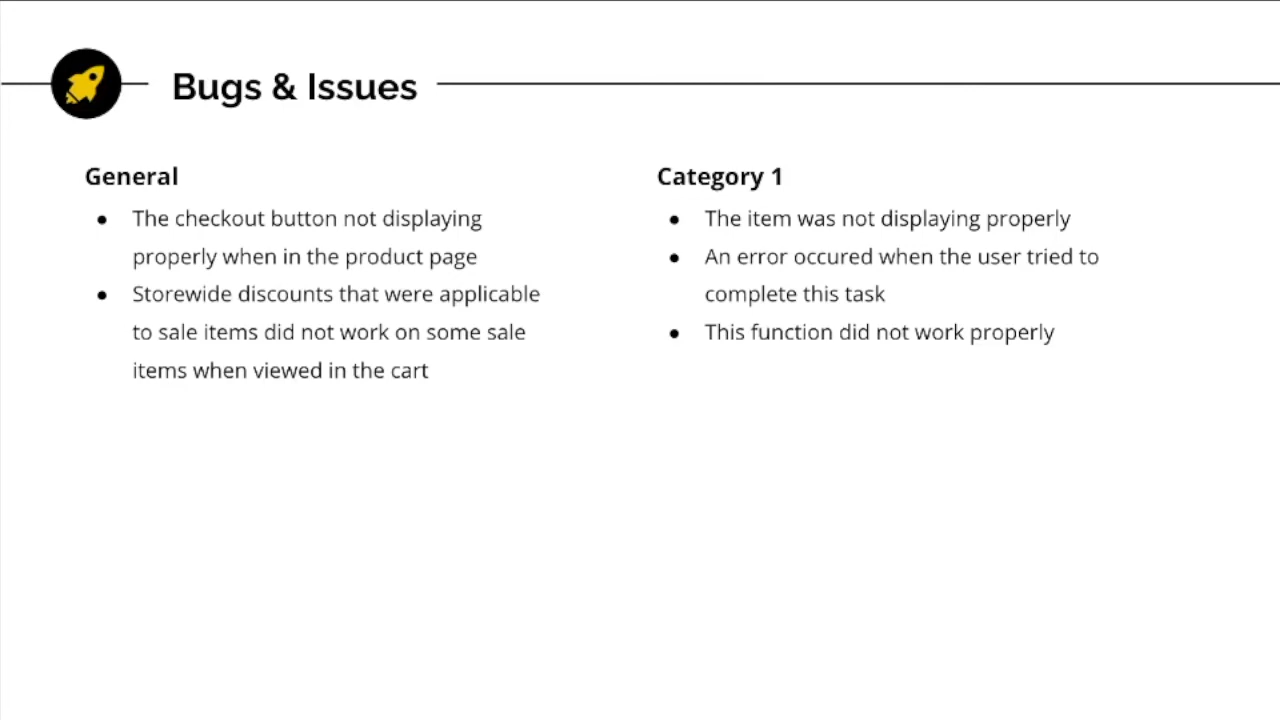 Bugs & Issues
General
● The checkout button not displaying
properly when in the product page
● Storewide discounts that were applicable
to sale items did not work on some sale
items when viewed in the cart
Category 1
● The item was not displaying properly
● An error occured when the user tried to
complete this task
● This function did not work properly